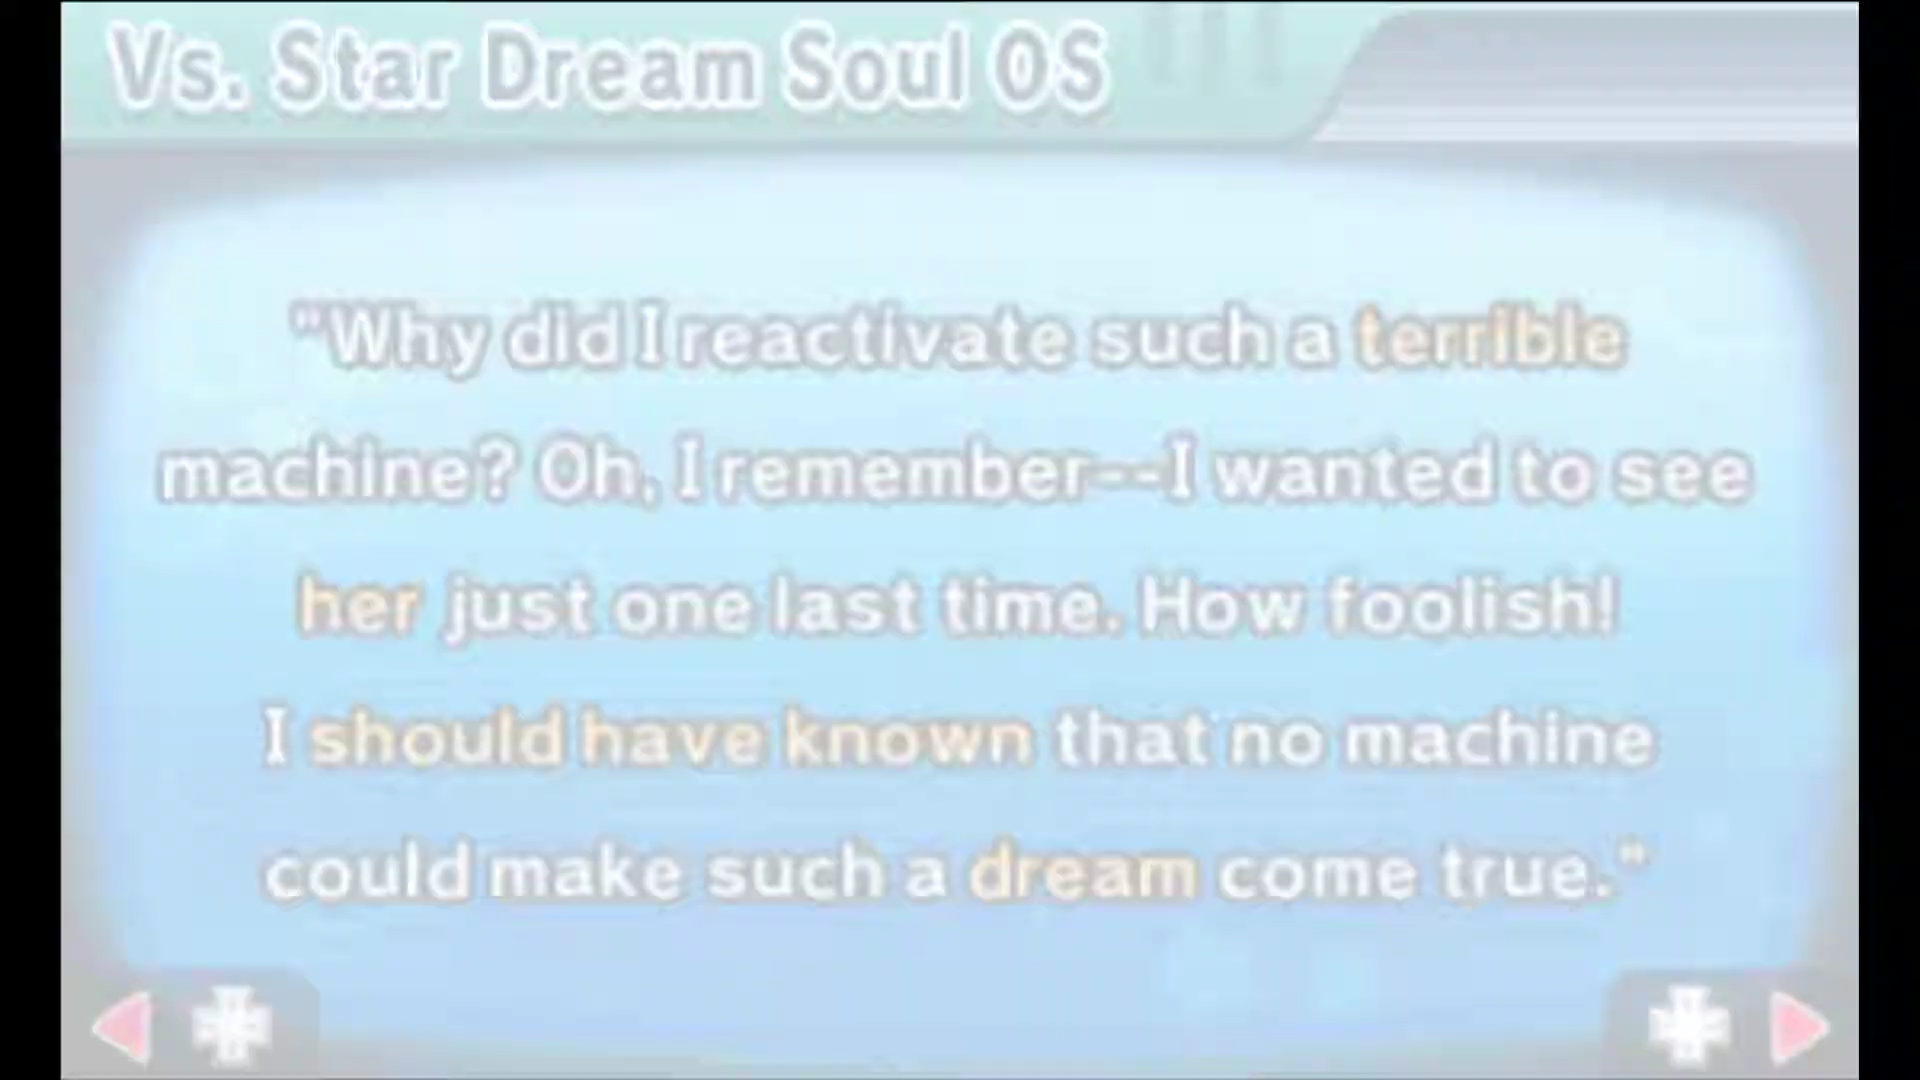 Vs. Star Dream Soul OS
"Why did I reactivate such a terrible
machine? Oh, I remember--I wanted to see
her just one last time. How foolish!
I should have known that no machine
could make such a dream come true."